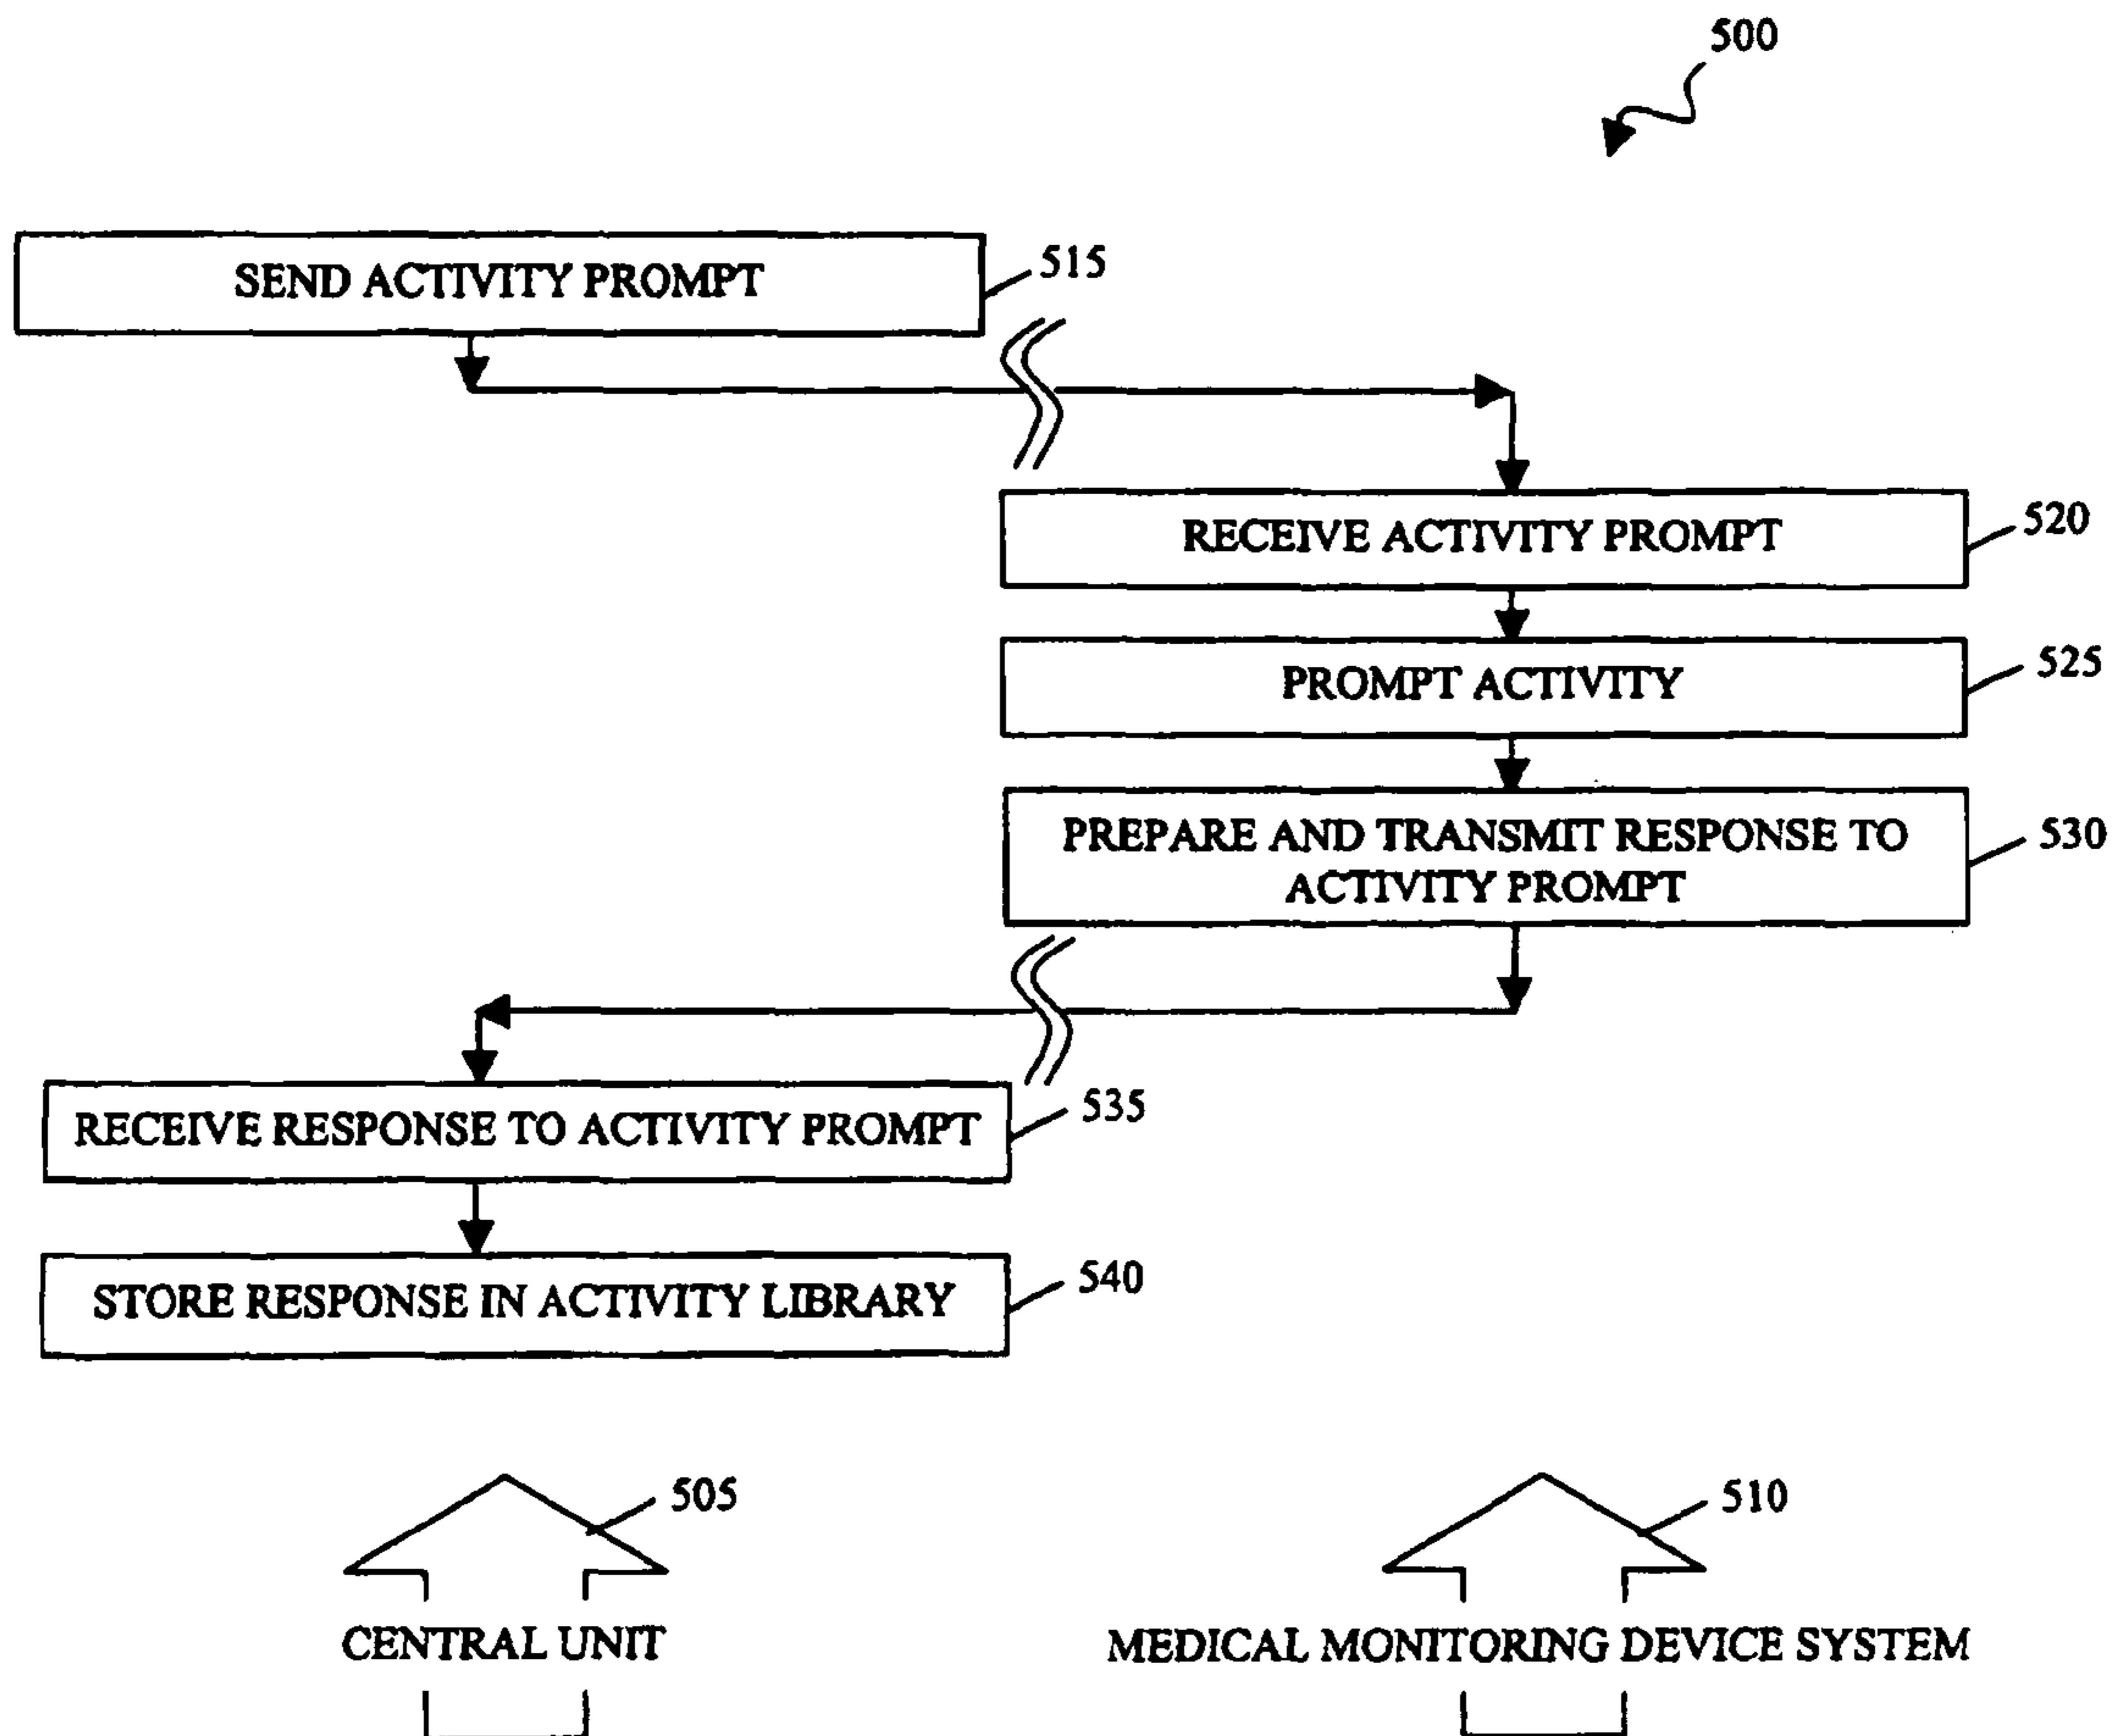 500
SEND ACTIVITY PROMPT
515
RECEIVE ACTIVITY PROMPT
520
PROMPT ACTIVITY
525
PREPARE AND TRANSMIT RESPONSE TO
ACTIVITY PROMPT
530
RECEIVE RESPONSE TO ACTIVITY PROMPT
535
STORE RESPONSE IN ACTIVITY LIBRARY
540
505
510
CENTRAL UNIT
MEDICAL MONITORING DEVICE SYSTEM